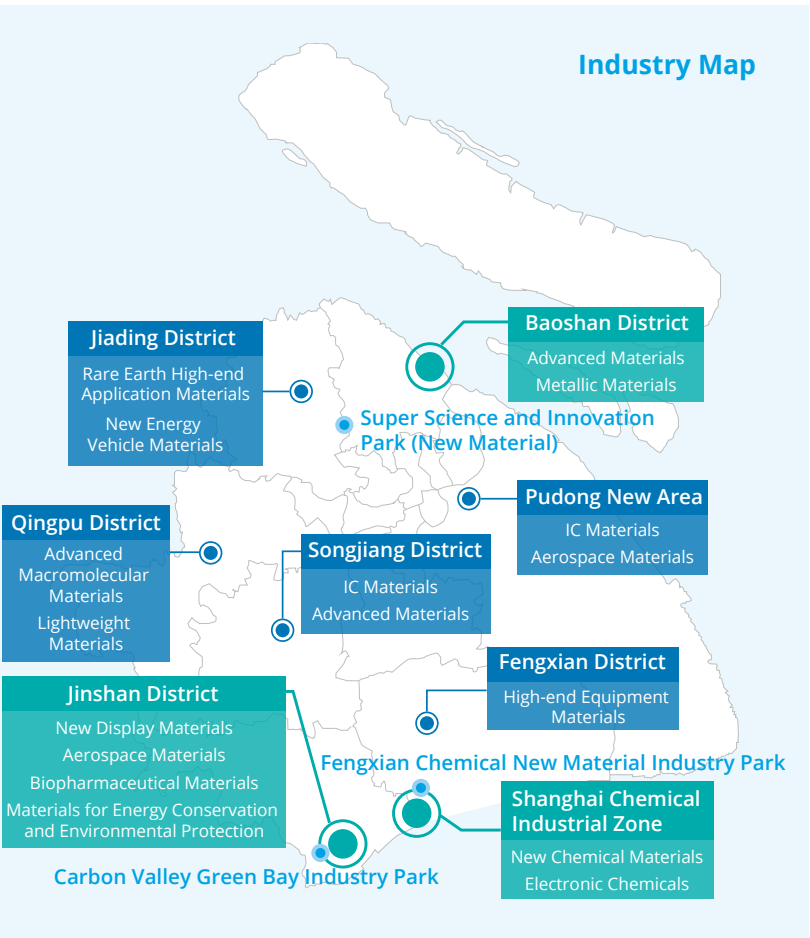 Industry Map
Jiading District
Rare Earth High-end
Application Materials
New Energy
Vehicle Materials
Baoshan District
Advanced Materials
Metallic Materials
Super Science and Innovation
Park (New Material)
Qingpu District
Advanced
Macromolecular
Materials
Lightweight
Materials
Songjiang District
IC Materials
Advanced Materials
Pudong New Area
IC Materials
Aerospace Materials
Fengxian District
High-end Equipment
Materials
Jinshan District
New Display Materials
Aerospace Materials
Biopharmaceutical Materials
Materials for Energy Conservation
and Environmental Protection
Fengxian Chemical New Material Industry Park
Shanghai Chemical
Industrial Zone
New Chemical Materials
Electronic Chemicals
Carbon Valley Green Bay Industry Park